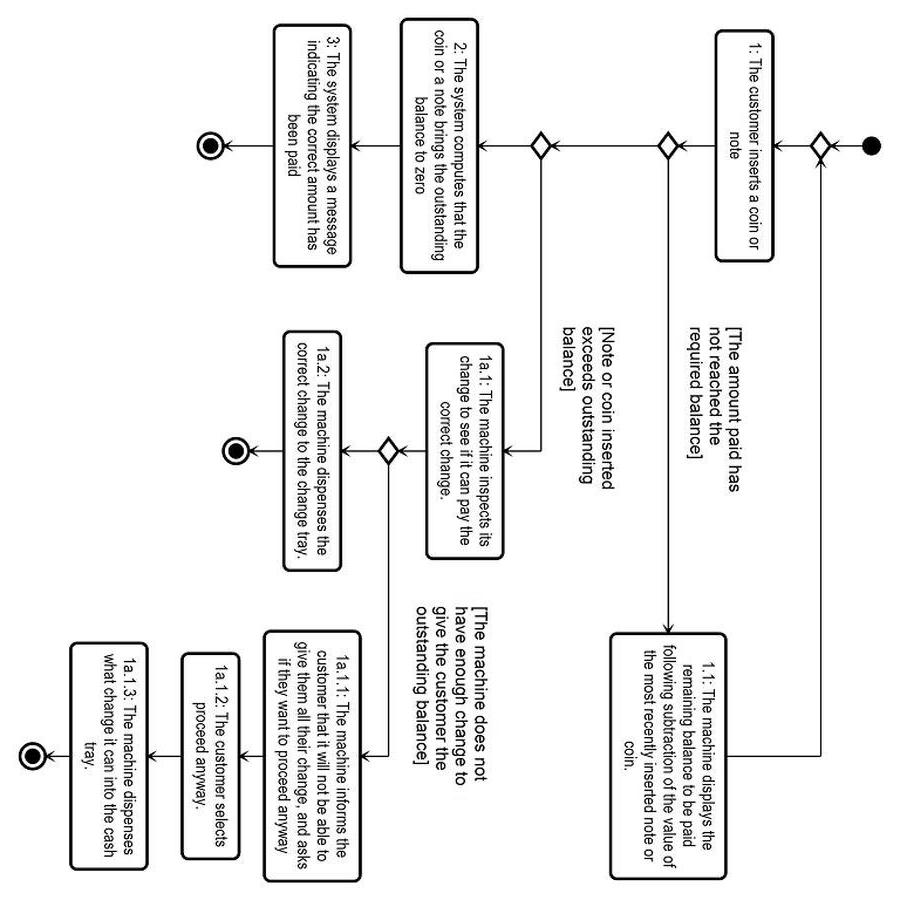 1: The customer inserts a coin or
note
[The amount paid has
not reached the
required balance]
1.1: The machine displays the
remaining balance to be paid
following subtraction of the value of
the most recently inserted note or
coin.
[Note or coin inserted
exceeds outstanding
balance]
2: The system computes that the
coin or a note brings the outstanding
balance to zero
1a.1: The machine inspects its
change to see if it can pay the
correct change.
[The machine does not
have enough change to
give the customer the
outstanding balance]
3: The system displays a message
indicating the correct amount has
been paid
1a.2: The machine dispenses the
correct change to the change tray.
1a.1.1: The machine informs the
customer that it will not be able to
give them all their change, and asks
if they want to proceed anyway
1a.1.2: The customer selects
proceed anyway.
1a.1.3: The machine dispenses
what change it can into the cash
tray.